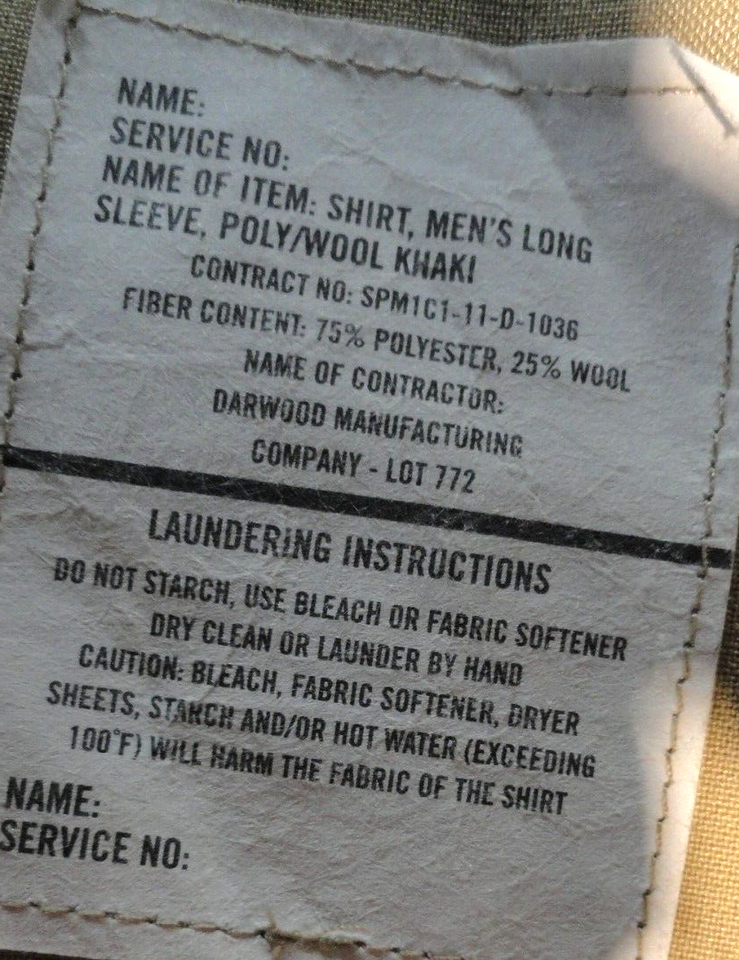 NAME:
SERVICE NO:
NAME OF ITEM: SHIRT, MEN'S LONG
SLEEVE, POLY/WOOL KHAKI
CONTRACT NO: SPM1C1-11-D-1036
FIBER CONTENT: 75% POLYESTER, 25% WOOL
NAME OF CONTRACTOR:
DARWOOD MANUFACTURING
COMPANY - LOT 772
LAUNDERING INSTRUCTIONS
DO NOT STARCH, USE BLEACH OR FABRIC SOFTENER
DRY CLEAN OR LAUNDER BY HAND
CAUTION: BLEACH, FABRIC SOFTENER, DRYER
SHEETS, STARCH AND/OR HOT WATER (EXCEEDING
100°F) WILL HARM THE FABRIC OF THE SHIRT
NAME:
SERVICE NO: